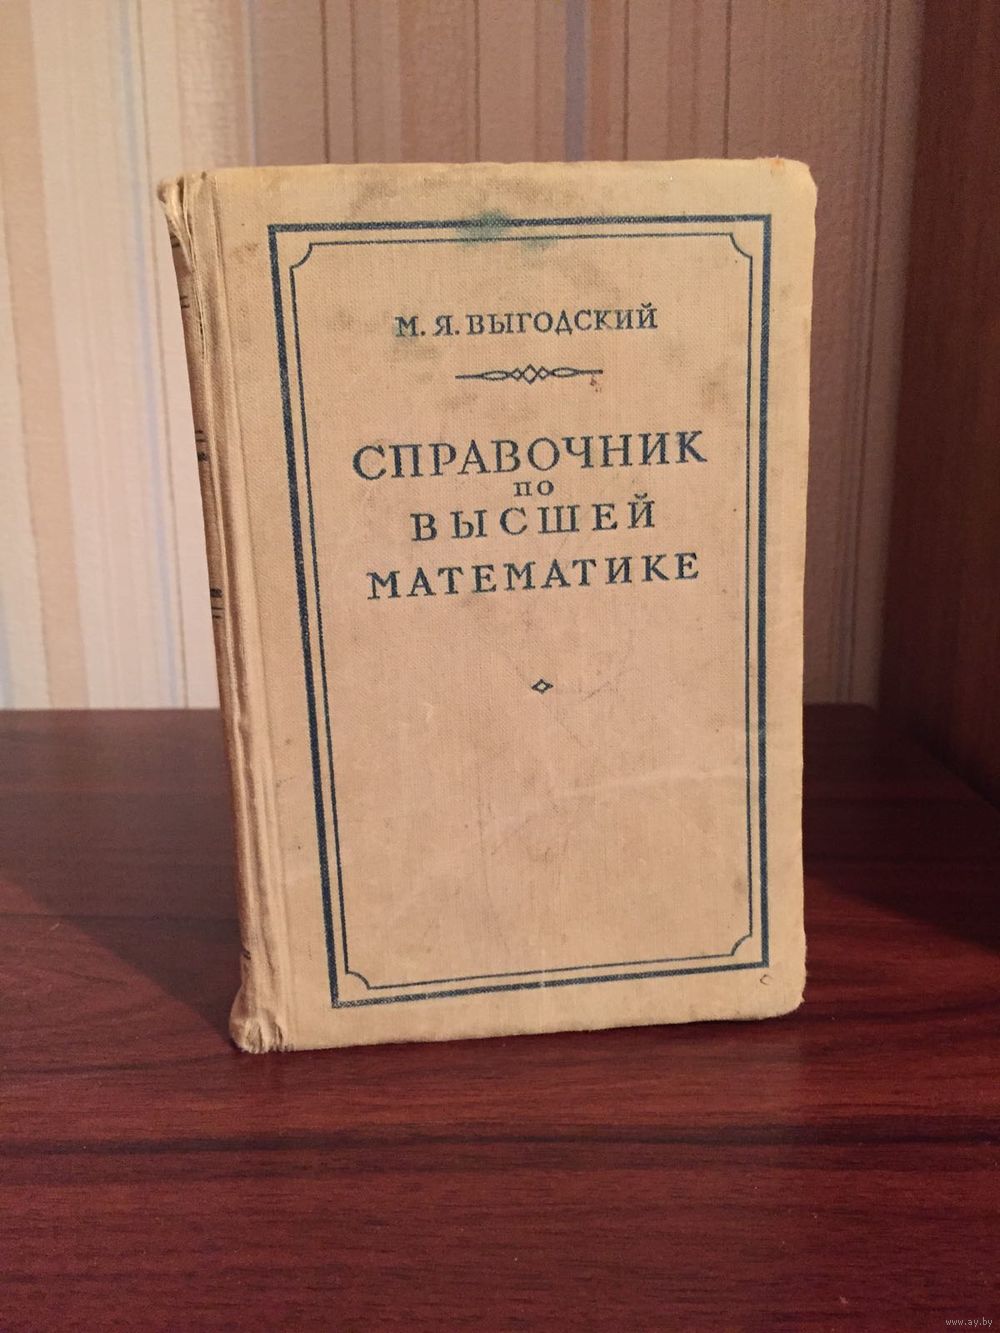 М. Я. ВЫГОДСКИЙ
СПРАВОЧНИК
ПО
ВЫСШЕЙ
МАТЕМАТИКЕ
www.ay.by